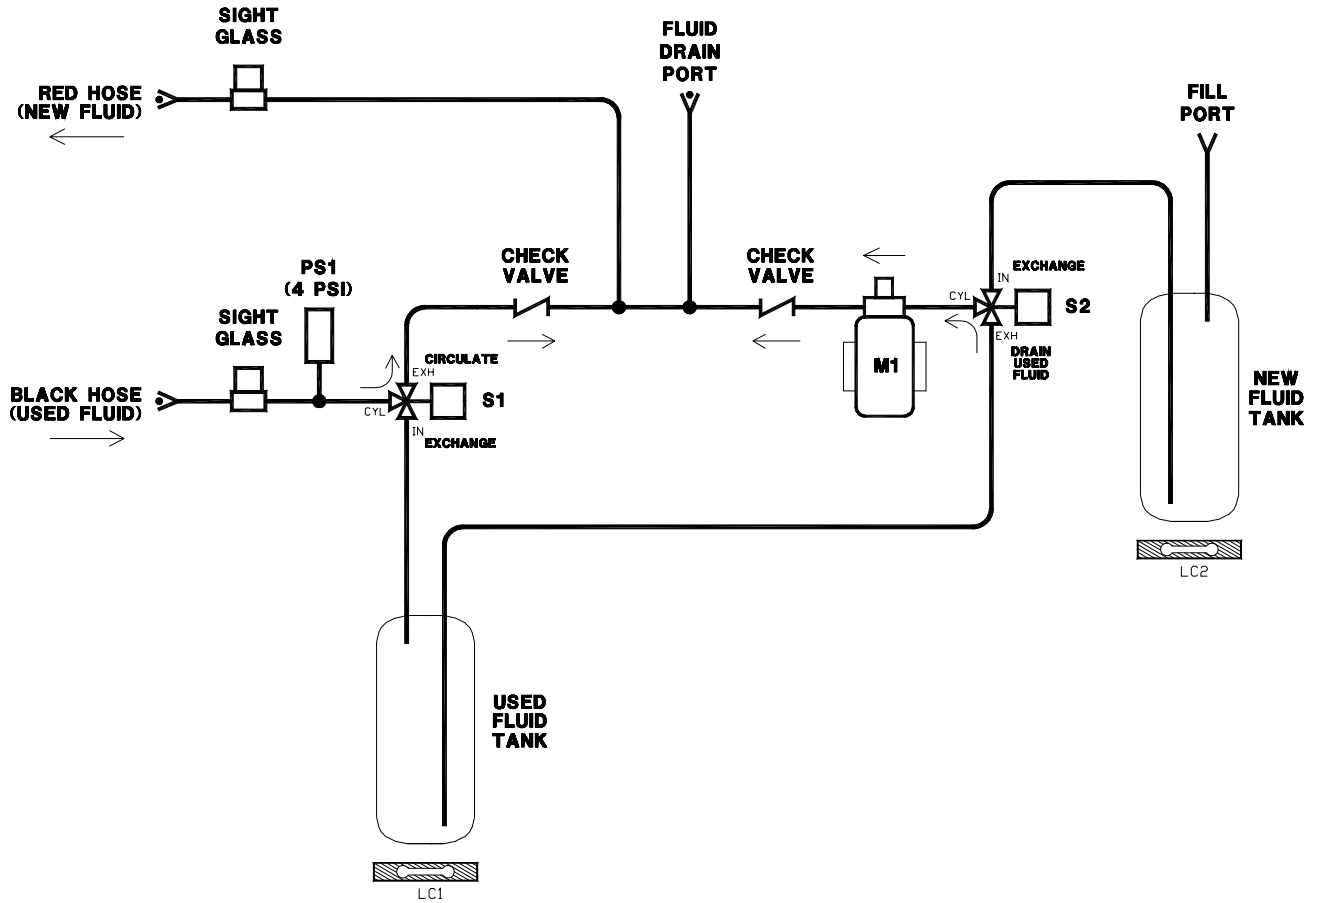 SIGHT
GLASS
RED HOSE
(NEW FLUID)
FLUID
DRAIN
PORT
FILL
PORT
CHECK
VALVE
CHECK
VALVE
PS1
(4 PSI)
SIGHT
GLASS
BLACK HOSE
(USED FLUID)
CIRCULATE
EXH
CYL
S1
IN
EXCHANGE
M1
IN
EXCHANGE
CYL
S2
EXH
DRAIN
USED
FLUID
NEW
FLUID
TANK
LC2
USED
FLUID
TANK
LC1